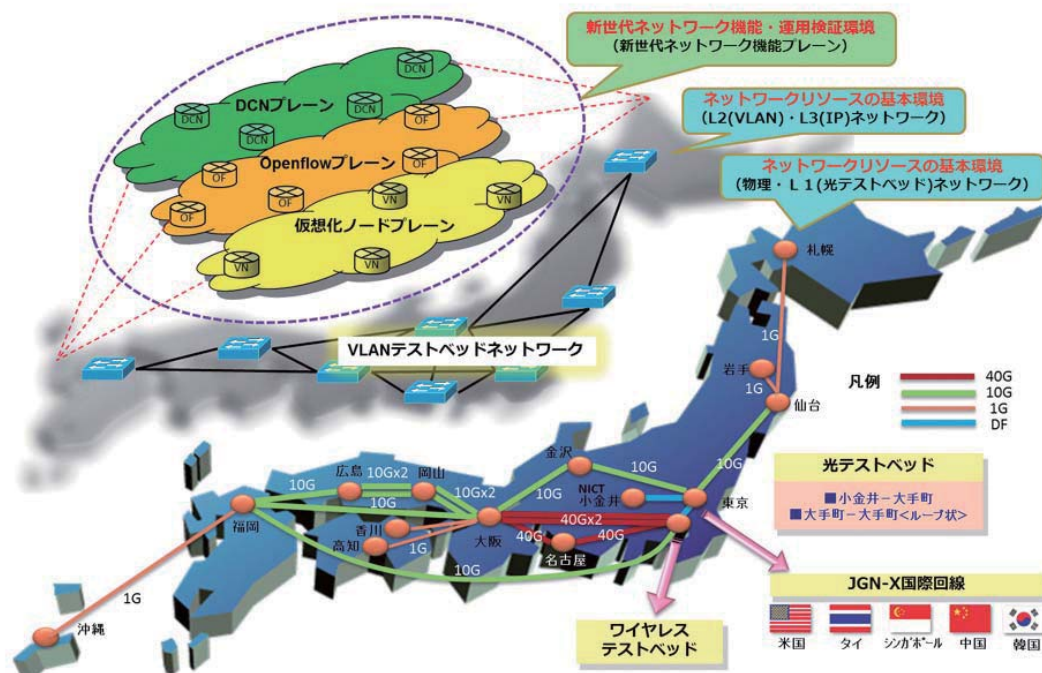 新世代ネットワーク機能・運用検証環境
(新世代ネットワーク機能プレーン)
ネットワークリソースの基本環境
(L2(VLAN)・L3(IP)ネットワーク)
ネットワークリソースの基本環境
(物理・L1(光テストベッド)ネットワーク)
DCN
DCN
DCN
DCN
DCNプレーン
OF
OF
OF
OF
OF
Openflowプレーン
VN
VN
VN
VN
仮想化ノードプレーン
VLANテストベッドネットワーク
札幌
1G
岩手
1G
仙台
凡例
40G
10G
1G
DF
10G
金沢
10G
10G
NICT
小金井
東京
広島
10Gx2
岡山
10G
10Gx2
10G
福岡
香川
高知
1G
大阪
40Gx2
40G
名古屋
40G
10G
1G
沖縄
光テストベッド
■小金井－大手町
■大手町－大手町<ループ状>
JGN-X国際回線
米国
タイ
シンガポール
中国
韓国
ワイヤレス
テストベッド